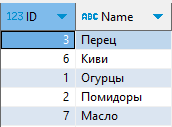 123 ID ABC Name
3 Перец
6 Киви
1 Огурцы
2 Помидоры
7 Масло